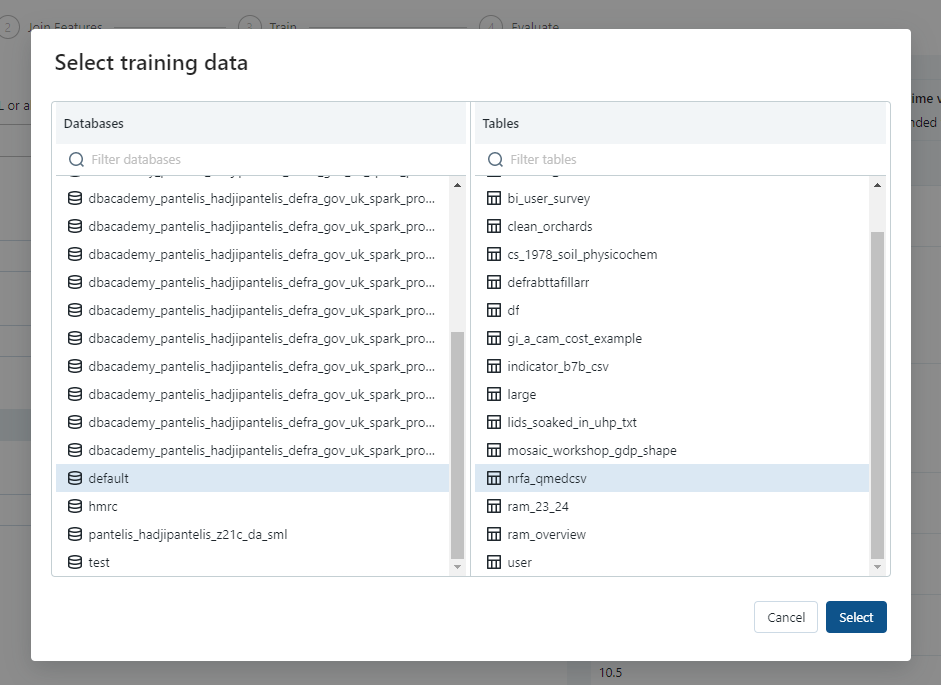 2 Join Features 3 Train 4 Evaluate
Select training data
L or a
ime v
nded
Databases
Filter databases
dbacademy_pantelis_hadjipantelis_defra_gov_uk_spark_pro...
dbacademy_pantelis_hadjipantelis_defra_gov_uk_spark_pro...
dbacademy_pantelis_hadjipantelis_defra_gov_uk_spark_pro...
dbacademy_pantelis_hadjipantelis_defra_gov_uk_spark_pro...
dbacademy_pantelis_hadjipantelis_defra_gov_uk_spark_pro...
dbacademy_pantelis_hadjipantelis_defra_gov_uk_spark_pro...
dbacademy_pantelis_hadjipantelis_defra_gov_uk_spark_pro...
dbacademy_pantelis_hadjipantelis_defra_gov_uk_spark_pro...
dbacademy_pantelis_hadjipantelis_defra_gov_uk_spark_pro...
dbacademy_pantelis_hadjipantelis_defra_gov_uk_spark_pro...
default
hmrc
pantelis_hadjipantelis_z21c_da_sml
test
Tables
Filter tables
bi_user_survey
clean_orchards
cs_1978_soil_physicochem
defrabttafillarr
df
gi_a_cam_cost_example
indicator_b7b_csv
large
lids_soaked_in_uhp_txt
mosaic_workshop_gdp_shape
nrfa_qmedcsv
ram_23_24
ram_overview
user
Cancel
Select
10.5